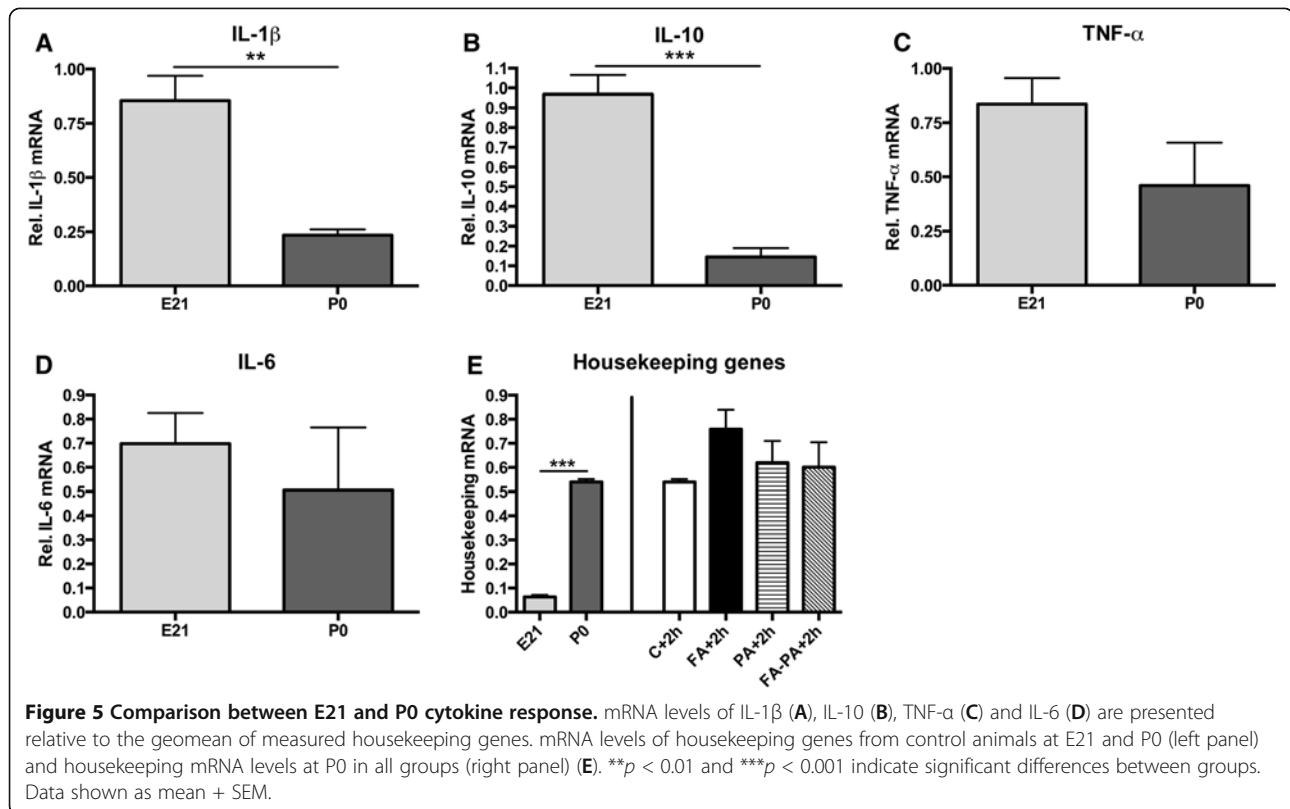 A
IL-1β
**
1.00
0.75
0.50
0.25
0.00
Rel. IL-1β mRNA
E21
P0
B
IL-10
***
1.1
1.0
0.9
0.8
0.7
0.6
0.5
0.4
0.3
0.2
0.1
0.0
Rel. IL-10 mRNA
E21
P0
C
TNF-α
1.00
0.75
0.50
0.25
0.00
Rel. TNF-α mRNA
E21
P0
D
IL-6
0.9
0.8
0.7
0.6
0.5
0.4
0.3
0.2
0.1
0.0
Rel. IL-6 mRNA
E21
P0
E
Housekeeping genes
0.9
0.8
0.7
0.6
0.5
0.4
0.3
0.2
0.1
0.0
Housekeeping mRNA
***
E21
P0
C+2h
FA+2h
PA+2h
FA-PA+2h
Figure 5 Comparison between E21 and P0 cytokine response. mRNA levels of IL-1β (A), IL-10 (B), TNF-α (C) and IL-6 (D) are presented
relative to the geomean of measured housekeeping genes. mRNA levels of housekeeping genes from control animals at E21 and P0 (left panel)
and housekeeping mRNA levels at P0 in all groups (right panel) (E). **p < 0.01 and ***p < 0.001 indicate significant differences between groups.
Data shown as mean + SEM.